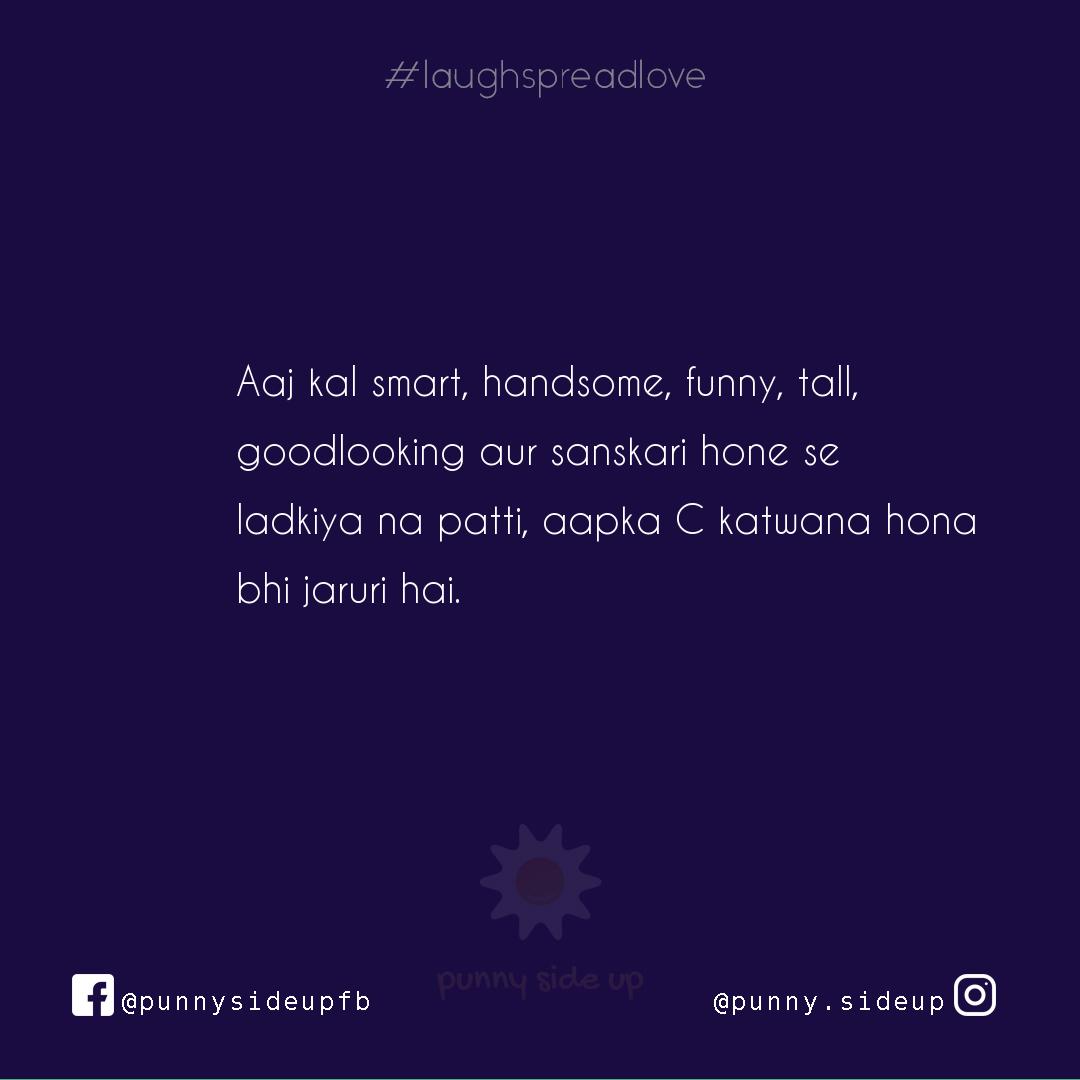 #laughspreadlove
Aaj kal smart, handsome, funny, tall,
goodlooking aur sanskari hone se
ladkiya na patti, aapka C katwana hona
bhi jaruri hai.
punny side up
@punnysideupfb
@punny.sideup